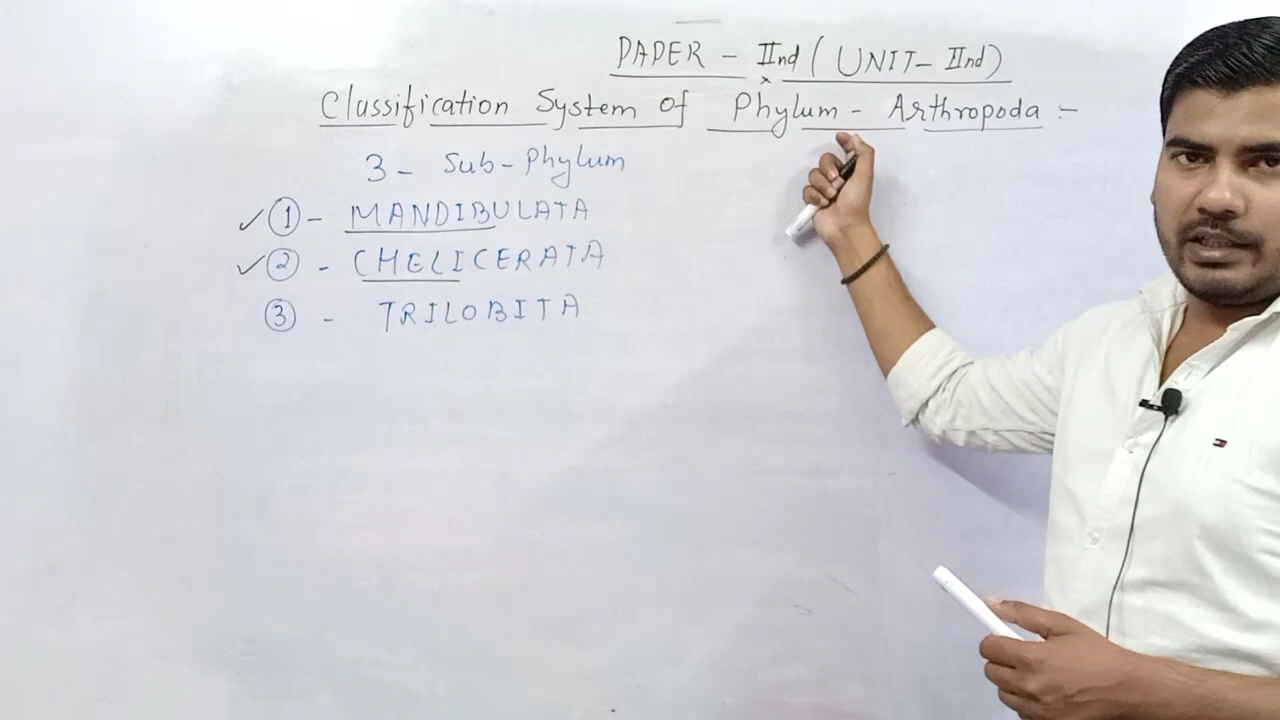 PAPER - IInd (UNIT- IInd)
Classification System of Phylum - Arthropoda :-
3 - Sub-Phylum
✓ ① - MANDIBULATA
✓ ② - CHELICERATA
③ - TRILOBITA